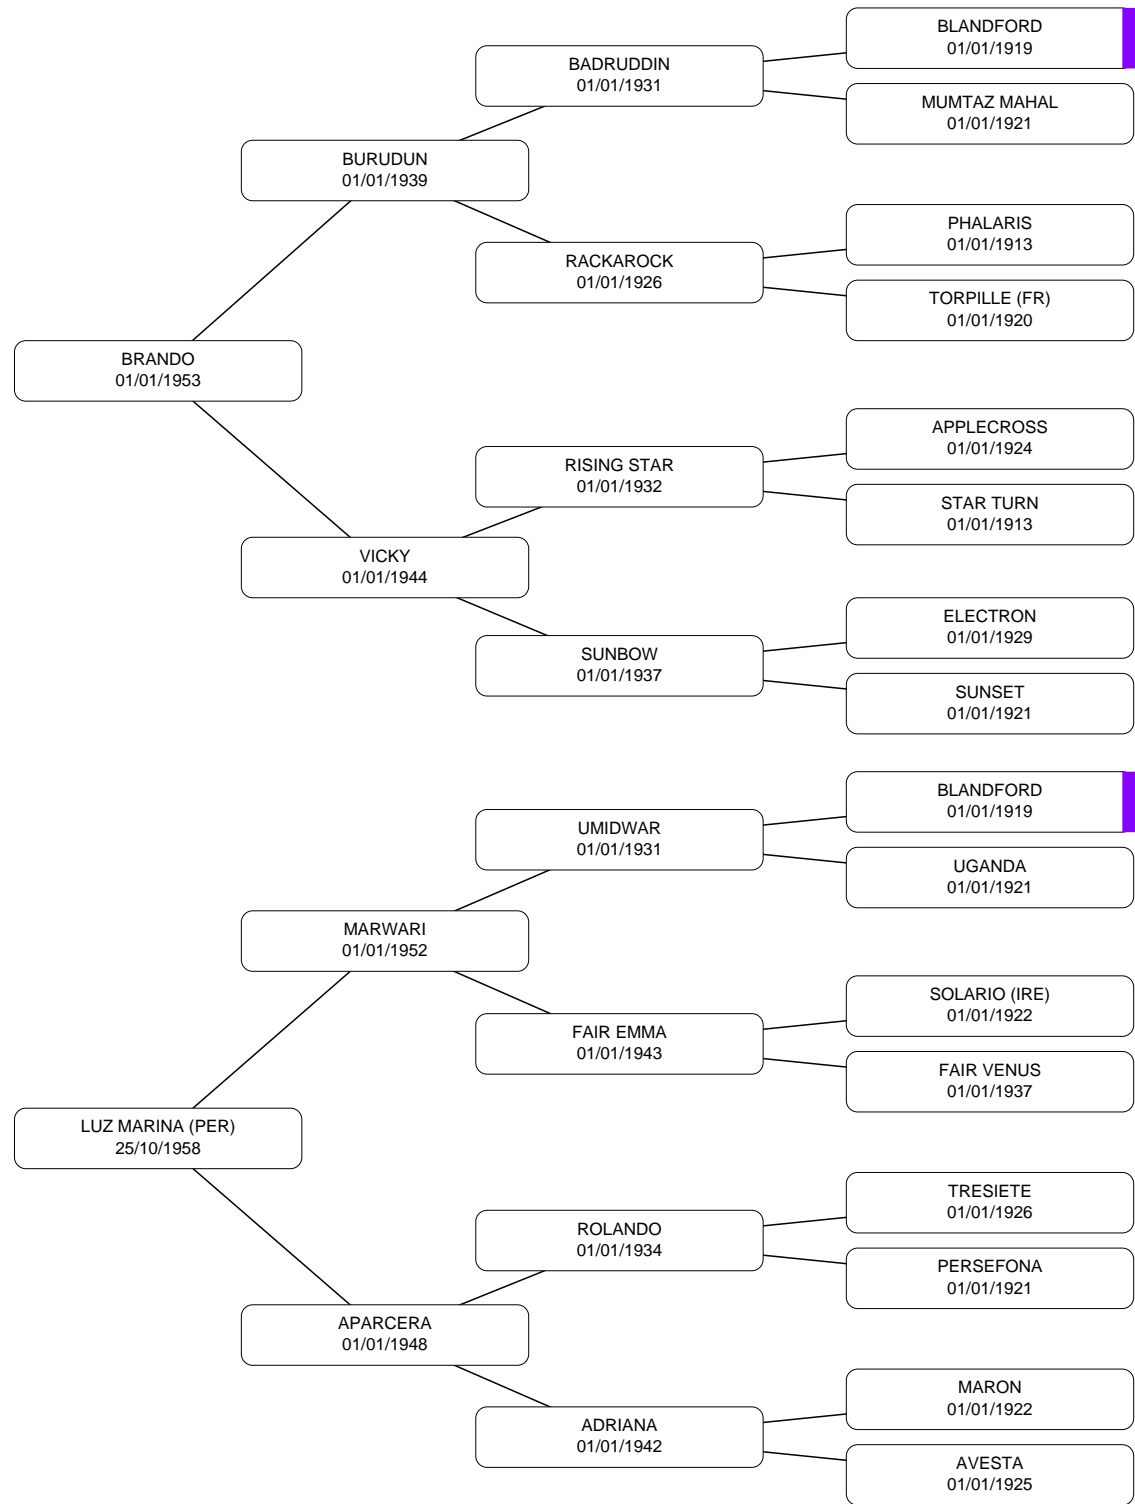 BLANDFORD
01/01/1919
BADRUDDIN
01/01/1931
MUMTAZ MAHAL
01/01/1921
BURUDUN
01/01/1939
PHALARIS
01/01/1913
RACKAROCK
01/01/1926
TORPILLE (FR)
01/01/1920
BRANDO
01/01/1953
APPLECROSS
01/01/1924
RISING STAR
01/01/1932
STAR TURN
01/01/1913
VICKY
01/01/1944
ELECTRON
01/01/1929
SUNBOW
01/01/1937
SUNSET
01/01/1921
BLANDFORD
01/01/1919
UMIDWAR
01/01/1931
UGANDA
01/01/1921
MARWARI
01/01/1952
SOLARIO (IRE)
01/01/1922
FAIR EMMA
01/01/1943
FAIR VENUS
01/01/1937
LUZ MARINA (PER)
25/10/1958
TRESIETE
01/01/1926
ROLANDO
01/01/1934
PERSEFONA
01/01/1921
APARCERA
01/01/1948
MARON
01/01/1922
ADRIANA
01/01/1942
AVESTA
01/01/1925